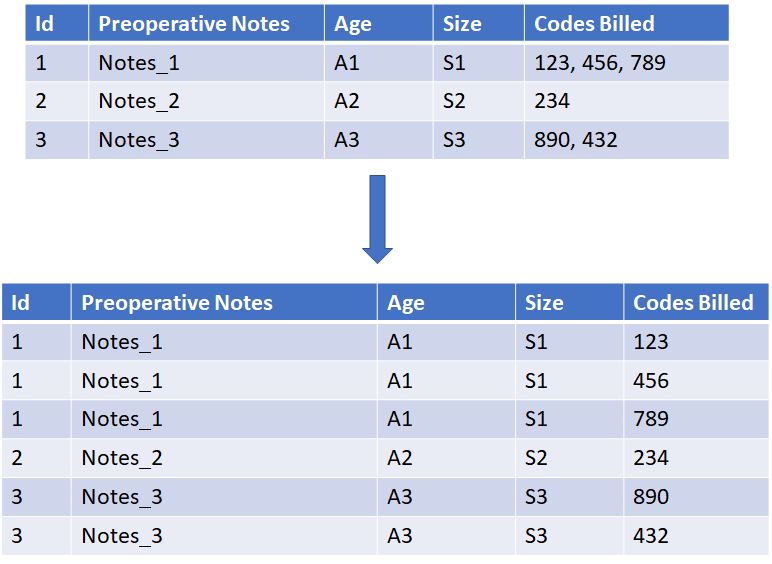 Id Preoperative Notes Age Size Codes Billed
1 Notes_1 A1 S1 123, 456, 789
2 Notes_2 A2 S2 234
3 Notes_3 A3 S3 890, 432
Id Preoperative Notes Age Size Codes Billed
1 Notes_1 A1 S1 123
1 Notes_1 A1 S1 456
1 Notes_1 A1 S1 789
2 Notes_2 A2 S2 234
3 Notes_3 A3 S3 890
3 Notes_3 A3 S3 432